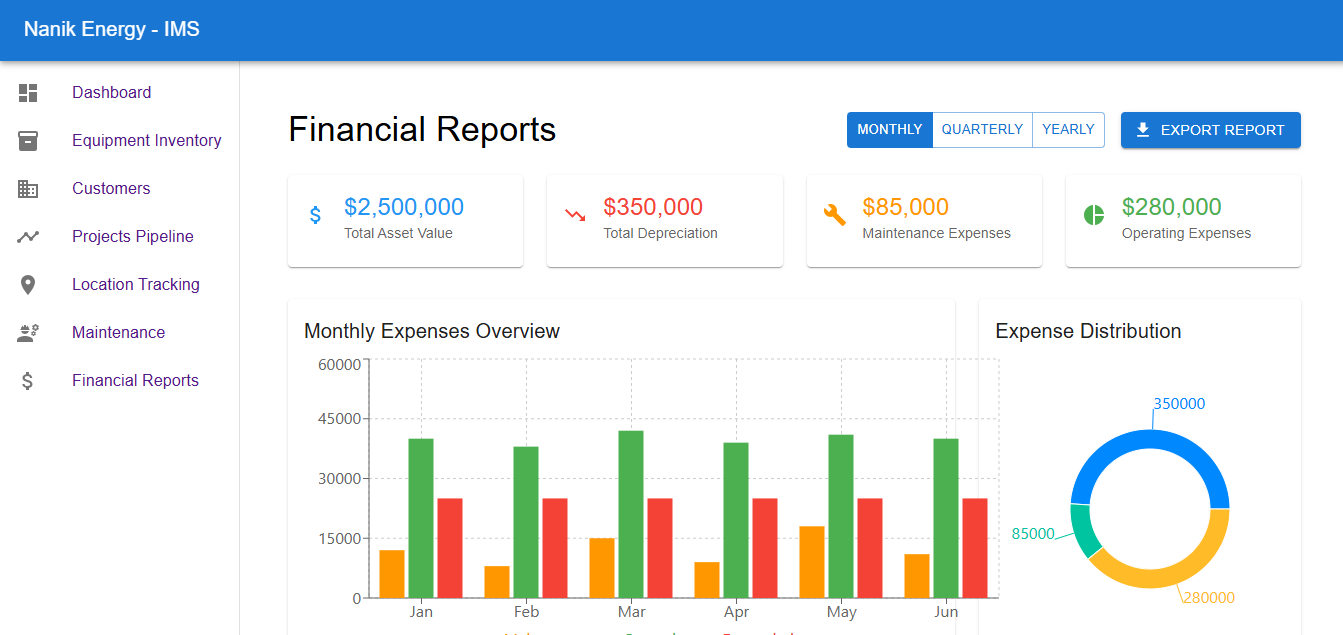 Nanik Energy - IMS
Dashboard
Equipment Inventory
Customers
Projects Pipeline
Location Tracking
Maintenance
Financial Reports
Financial Reports
MONTHLY QUARTERLY YEARLY EXPORT REPORT
$2,500,000
Total Asset Value
$350,000
Total Depreciation
$85,000
Maintenance Expenses
$280,000
Operating Expenses
Monthly Expenses Overview
60000
45000
30000
15000
0
Jan Feb Mar Apr May Jun
Expense Distribution
350000
85000
280000